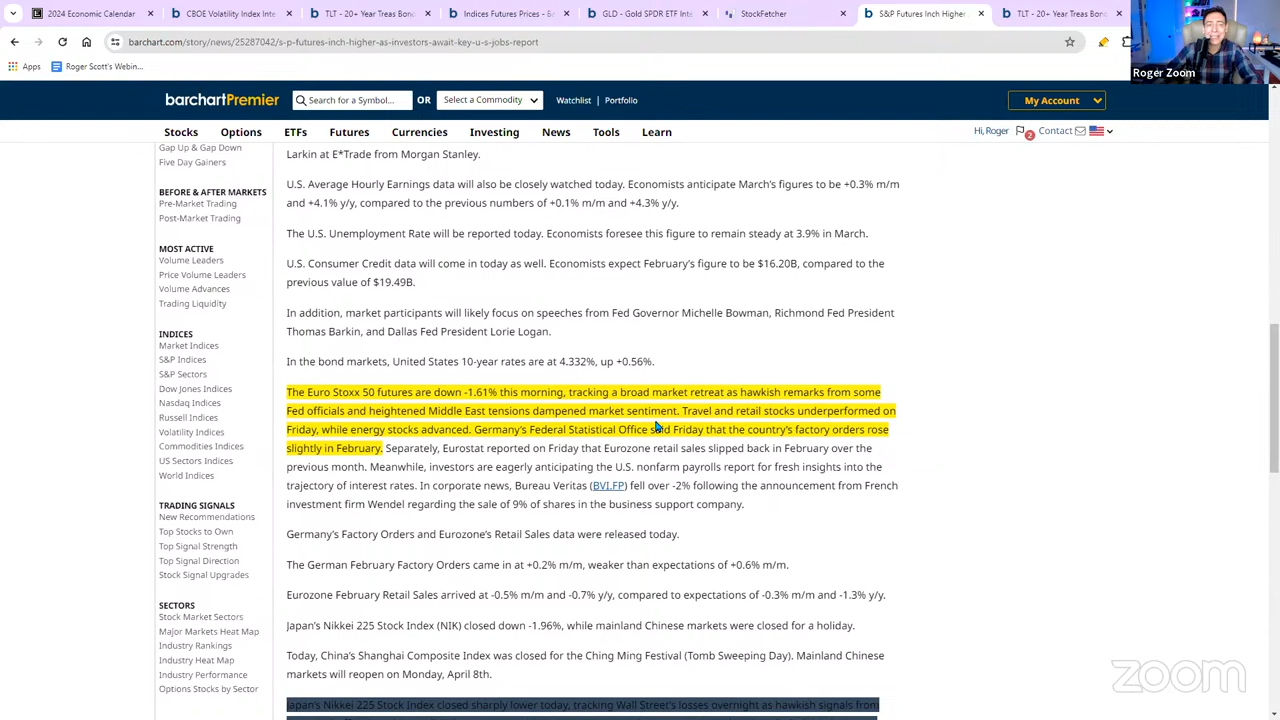 2024 Economic Calendar
CBOE Volatility Index Inte
TLT - 20+ Year Treas Bond
Indices Futures Prices - Ba
GLD - Gold SPDR ETF Inte
StockFetcher
S&P Futures Inch Higher
TLT - 20+ Year Treas Bond
barchart.com/story/news/25287042/s-p-futures-inch-higher-as-investors-await-key-u-s-jobs-report
Apps
Roger Scott's Webin...
Roger Zoom
barchartPremier
Search for a Symbol...
OR
Select a Commodity
Watchlist | Portfolio
My Account
Stocks
Options
ETFs
Futures
Currencies
Investing
News
Tools
Learn
Hi, Roger
2
Contact
Gap Up & Gap Down
Five Day Gainers
BEFORE & AFTER MARKETS
Pre-Market Trading
Post-Market Trading
MOST ACTIVE
Volume Leaders
Price Volume Leaders
Volume Advances
Trading Liquidity
INDICES
Market Indices
S&P Indices
S&P Sectors
Dow Jones Indices
Nasdaq Indices
Russell Indices
Volatility Indices
Commodities Indices
US Sectors Indices
World Indices
TRADING SIGNALS
New Recommendations
Top Stocks to Own
Top Signal Strength
Top Signal Direction
Stock Signal Upgrades
SECTORS
Stock Market Sectors
Major Markets Heat Map
Industry Rankings
Industry Heat Map
Industry Performance
Options Stocks by Sector
Larkin at E*Trade from Morgan Stanley.
U.S. Average Hourly Earnings data will also be closely watched today. Economists anticipate March's figures to be +0.3% m/m
and +4.1% y/y, compared to the previous numbers of +0.1% m/m and +4.3% y/y.
The U.S. Unemployment Rate will be reported today. Economists foresee this figure to remain steady at 3.9% in March.
U.S. Consumer Credit data will come in today as well. Economists expect February's figure to be $16.20B, compared to the
previous value of $19.49B.
In addition, market participants will likely focus on speeches from Fed Governor Michelle Bowman, Richmond Fed President
Thomas Barkin, and Dallas Fed President Lorie Logan.
In the bond markets, United States 10-year rates are at 4.332%, up +0.56%.
The Euro Stoxx 50 futures are down -1.61% this morning, tracking a broad market retreat as hawkish remarks from some
Fed officials and heightened Middle East tensions dampened market sentiment. Travel and retail stocks underperformed on
Friday, while energy stocks advanced. Germany's Federal Statistical Office said Friday that the country's factory orders rose
slightly in February. Separately, Eurostat reported on Friday that Eurozone retail sales slipped back in February over the
previous month. Meanwhile, investors are eagerly anticipating the U.S. nonfarm payrolls report for fresh insights into the
trajectory of interest rates. In corporate news, Bureau Veritas (BVI.FP) fell over -2% following the announcement from French
investment firm Wendel regarding the sale of 9% of shares in the business support company.
Germany's Factory Orders and Eurozone's Retail Sales data were released today.
The German February Factory Orders came in at +0.2% m/m, weaker than expectations of +0.6% m/m.
Eurozone February Retail Sales arrived at -0.5% m/m and -0.7% y/y, compared to expectations of -0.3% m/m and -1.3% y/y.
Japan's Nikkei 225 Stock Index (NIK) closed down -1.96%, while mainland Chinese markets were closed for a holiday.
Today, China's Shanghai Composite Index was closed for the Ching Ming Festival (Tomb Sweeping Day). Mainland Chinese
markets will reopen on Monday, April 8th.
Japan's Nikkei 225 Stock Index closed sharply lower today, tracking Wall Street's losses overnight as hawkish signals from
zoom